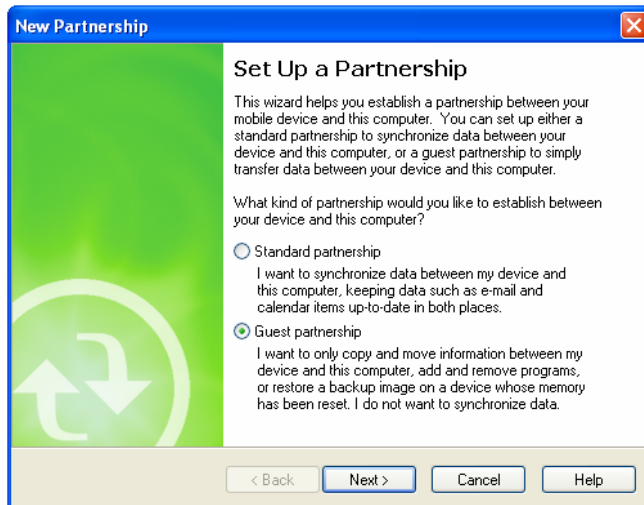 New Partnership
Set Up a Partnership
This wizard helps you establish a partnership between your
mobile device and this computer. You can set up either a
standard partnership to synchronize data between your
device and this computer, or a guest partnership to simply
transfer data between your device and this computer.
What kind of partnership would you like to establish between
your device and this computer?
Standard partnership
I want to synchronize data between my device and
this computer, keeping data such as e-mail and
calendar items up-to-date in both places.
Guest partnership
I want to only copy and move information between my
device and this computer, add and remove programs,
or restore a backup image on a device whose memory
has been reset. I do not want to synchronize data.
< Back Next > Cancel Help